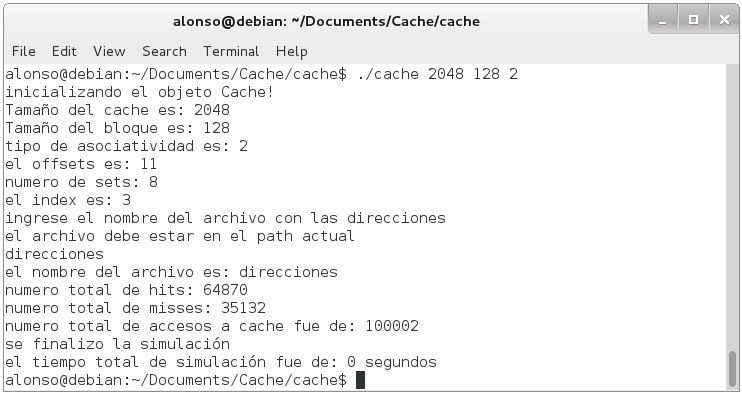 alonso@debian: ~/Documents/Cache/cache
File Edit View Search Terminal Help
alonso@debian:~/Documents/Cache/cache$ ./cache 2048 128 2
inicializando el objeto Cache!
Tamaño del cache es: 2048
Tamaño del bloque es: 128
tipo de asociatividad es: 2
el offsets es: 11
numero de sets: 8
el index es: 3
ingrese el nombre del archivo con las direcciones
el archivo debe estar en el path actual
direcciones
el nombre del archivo es: direcciones
numero total de hits: 64870
numero total de misses: 35132
numero total de accesos a cache fue de: 100002
se finalizo la simulación
el tiempo total de simulación fue de: 0 segundos
alonso@debian:~/Documents/Cache/cache$